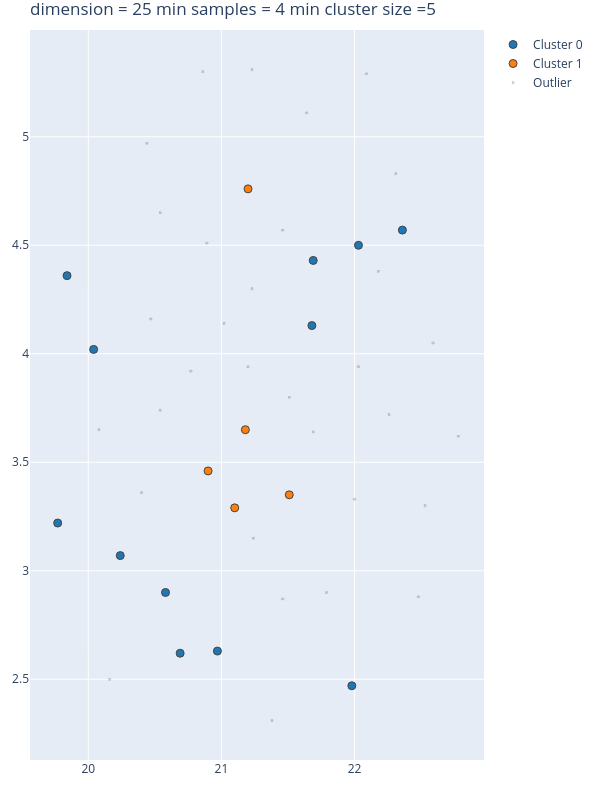 dimension = 25 min samples = 4 min cluster size =5
Cluster 0
Cluster 1
Outlier
5
4.5
4
3.5
3
2.5
20
21
22